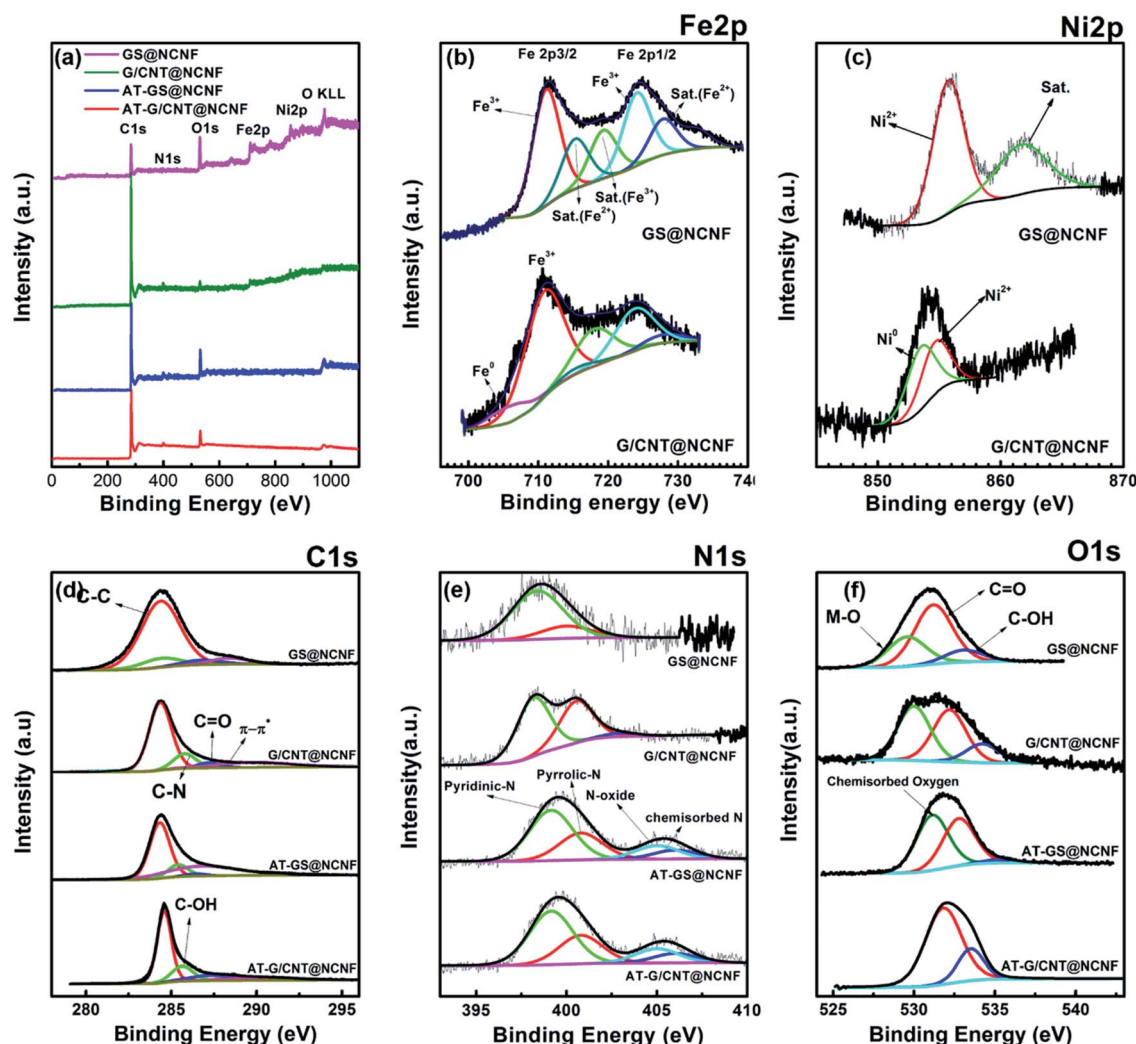 Fe2p
Ni2p
(a)
GS@NCNF
G/CNT@NCNF
AT-GS@NCNF
AT-G/CNT@NCNF
C1s
N1s
O1s
Fe2p
Ni2p
O KLL
Intensity (a.u.)
0 200 400 600 800 1000
Binding Energy (eV)
(b)
Fe 2p3/2 Fe 2p1/2
Fe3+
Fe3+
Sat.(Fe2+)
Sat.(Fe3+)
Sat.(Fe2+)
GS@NCNF
Fe3+
Fe0
G/CNT@NCNF
Intensity (a.u.)
700 710 720 730 740
Binding energy (eV)
(c)
Ni2+
Sat.
GS@NCNF
Ni2+
Ni0
G/CNT@NCNF
Intensity (a.u.)
850 860 870
Binding Energy (eV)
C1s
N1s
O1s
(d)
C-C
GS@NCNF
C=O
π–π*
G/CNT@NCNF
C-N
AT-GS@NCNF
C-OH
AT-G/CNT@NCNF
Intensity (a.u)
280 285 290 295
Binding Energy (eV)
(e)
GS@NCNF
G/CNT@NCNF
Pyridinic-N
Pyrrolic-N
N-oxide
chemisorbed N
AT-GS@NCNF
AT-G/CNT@NCNF
Intensity(a.u.)
395 400 405 410
Binding Energy (eV)
(f)
M-O
C=O
C-OH
GS@NCNF
G/CNT@NCNF
Chemisorbed Oxygen
AT-GS@NCNF
AT-G/CNT@NCNF
Intensity(a.u.)
525 530 535 540
Binding Energy (eV)